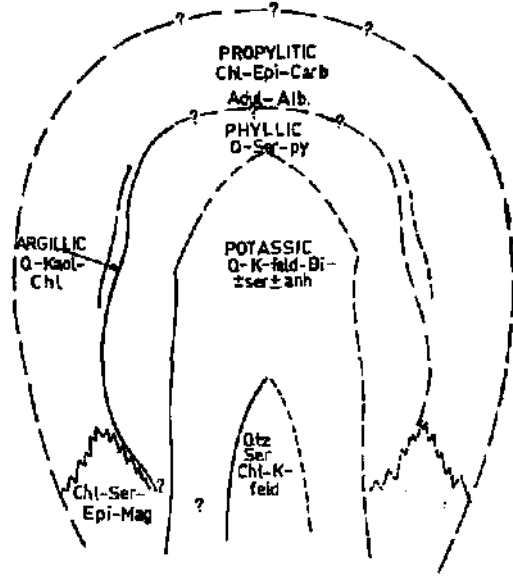 ?
? ?
PROPYLITIC
Chl-Epi-Carb
Adul-Alb.
? ? ?
PHYLLIC
Q-Ser-py
?
ARGILLIC
Q-Kaol-
Chl
POTASSIC
Q-K-feld-Bi-
±ser±anh
Qtz
Ser
Chl-K-
feld
Chl-Ser-
Epi-Mag
?
?